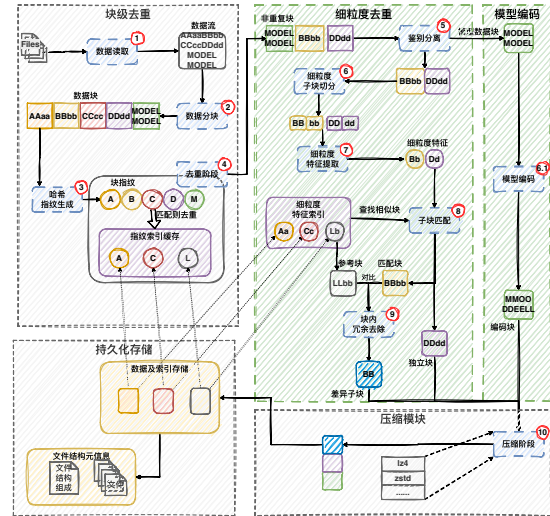 块级去重
Files
数据读取
1
数据流
AAaaBBbb
CCccDDdd
MODEL
MODEL
数据块
AAaa
BBbb
CCcc
DDdd
MODEL
MODEL
数据分块
2
哈希
指纹生成
3
去重阶段
4
块指纹
A
B
C
D
M
匹配则去重
指纹索引缓存
A
C
L
细粒度去重
非重复块
MODEL
MODEL
BBbb
DDdd
鉴别分离
5
BBbb
DDdd
细粒度
子块切分
6
BB
bb
DD
dd
细粒度
特征提取
7
细粒度特征
Bb
Dd
细粒度
特征索引
Aa
Cc
Lb
查找相似块
子块匹配
8
参考块
LLbb
对比
匹配块
BBbb
块内
冗余去除
9
BB
差异子块
DDdd
独立块
模型编码
MODEL
MODEL
模型编码
6.1
MMOO
DDEELL
编码块
持久化存储
数据及索引存储
文件结构元信息
文件
结构
组成
文件
压缩模块
压缩阶段
10
lz4
zstd
......